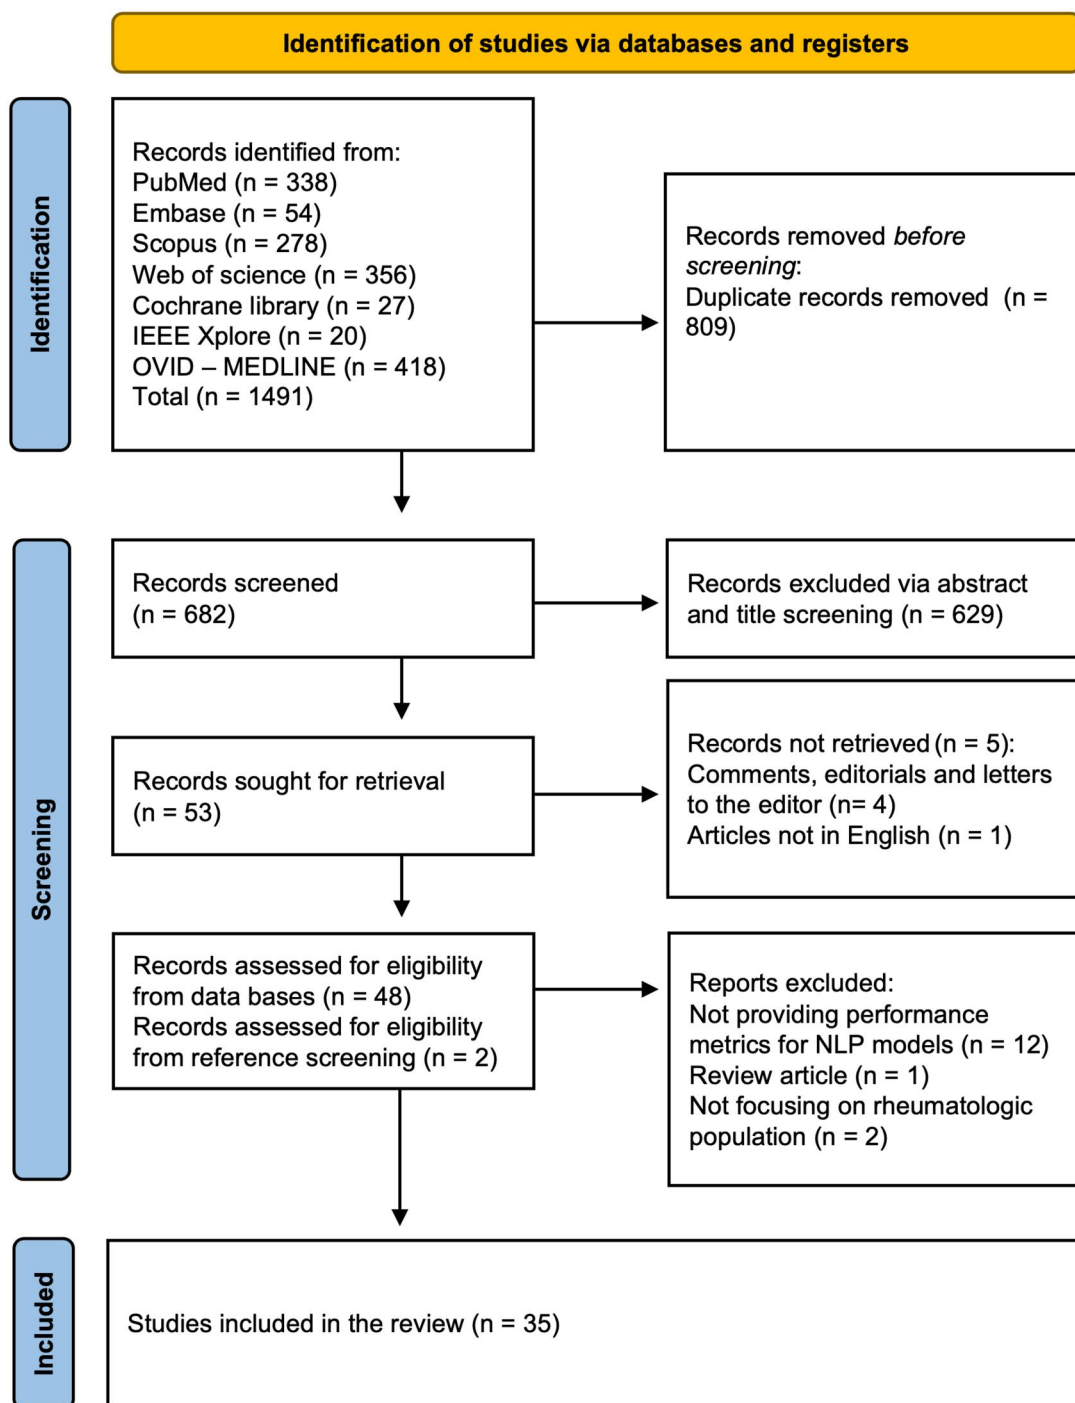 Identification of studies via databases and registers
Identification
Records identified from:
PubMed (n = 338)
Embase (n = 54)
Scopus (n = 278)
Web of science (n = 356)
Cochrane library (n = 27)
IEEE Xplore (n = 20)
OVID – MEDLINE (n = 418)
Total (n = 1491)
Records removed before
screening:
Duplicate records removed (n =
809)
Screening
Records screened
(n = 682)
Records excluded via abstract
and title screening (n = 629)
Records sought for retrieval
(n = 53)
Records not retrieved (n = 5):
Comments, editorials and letters
to the editor (n= 4)
Articles not in English (n = 1)
Records assessed for eligibility
from data bases (n = 48)
Records assessed for eligibility
from reference screening (n = 2)
Reports excluded:
Not providing performance
metrics for NLP models (n = 12)
Review article (n = 1)
Not focusing on rheumatologic
population (n = 2)
Included
Studies included in the review (n = 35)